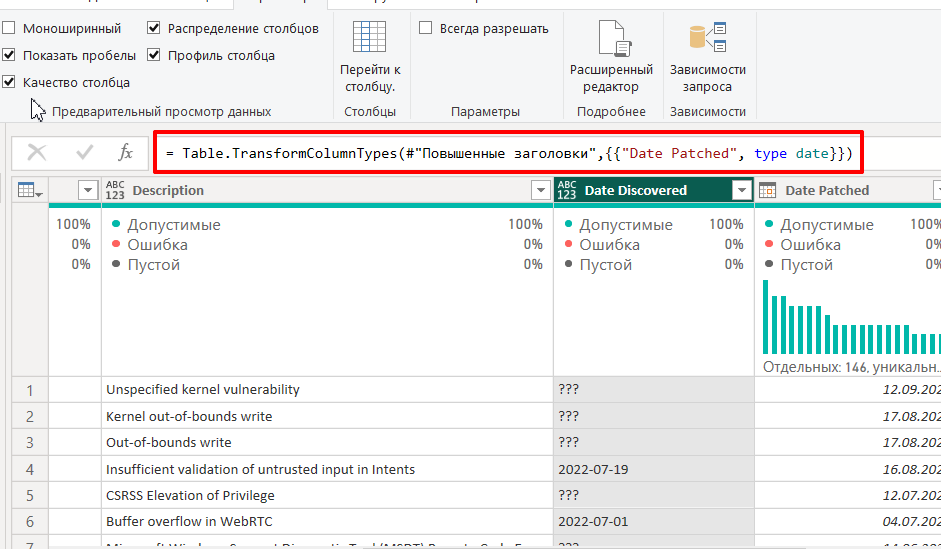 Моноширинный
Распределение столбцов
Всегда разрешать
Показать пробелы
Профиль столбца
Качество столбца
Перейти к
столбцу.
Расширенный
редактор
Зависимости
запроса
Предварительный просмотр данных
Столбцы
Параметры
Подробнее
Зависимости
fx
= Table.TransformColumnTypes(#"Повышенные заголовки",{{"Date Patched", type date}})
ABC
123
Description
ABC
123
Date Discovered
Date Patched
100%
Допустимые
100%
Допустимые
100%
Допустимые
100%
0%
Ошибка
0%
Ошибка
0%
Ошибка
0%
0%
Пустой
0%
Пустой
0%
Пустой
0%
Отдельных: 146, уникальн...
1 Unspecified kernel vulnerability ??? 12.09.202
2 Kernel out-of-bounds write ??? 17.08.202
3 Out-of-bounds write ??? 17.08.202
4 Insufficient validation of untrusted input in Intents 2022-07-19 16.08.202
5 CSRSS Elevation of Privilege ??? 12.07.202
6 Buffer overflow in WebRTC 2022-07-01 04.07.202